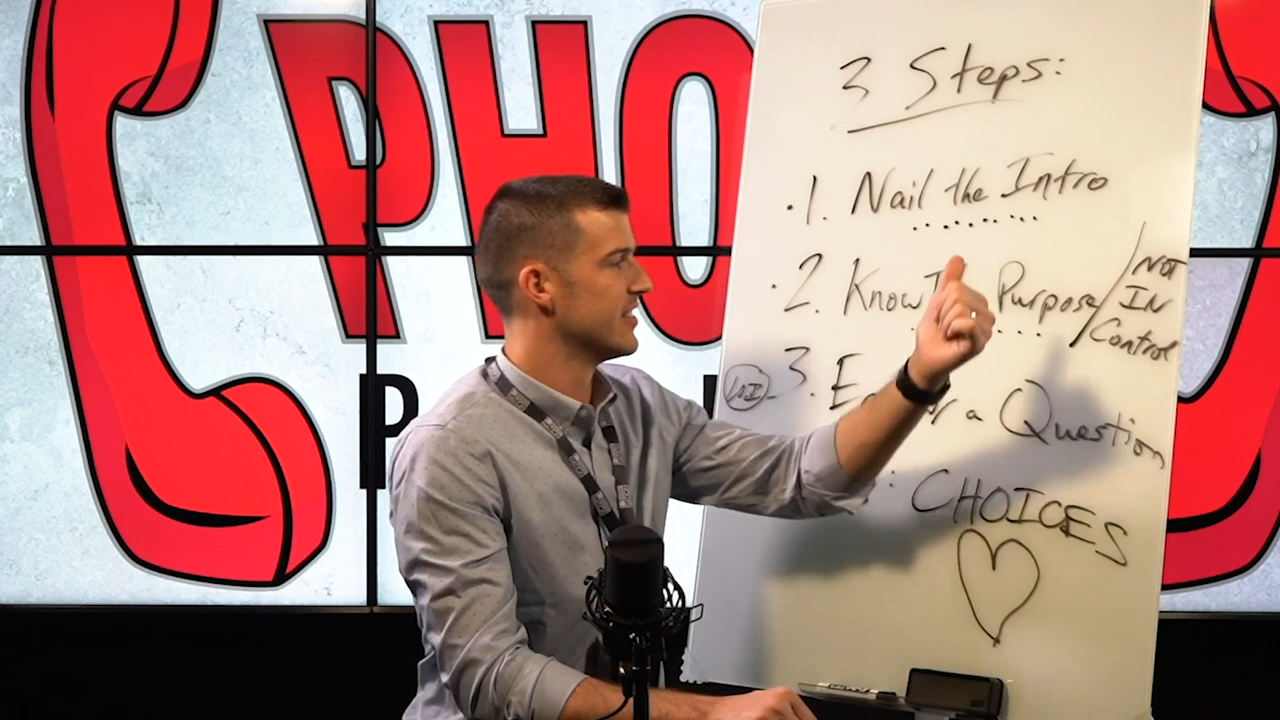 PHO
P
3 Steps:
·1. Nail the Intro
·2. Know Purpose/NOT
IN
Control
3. E a Question
: CHOICES